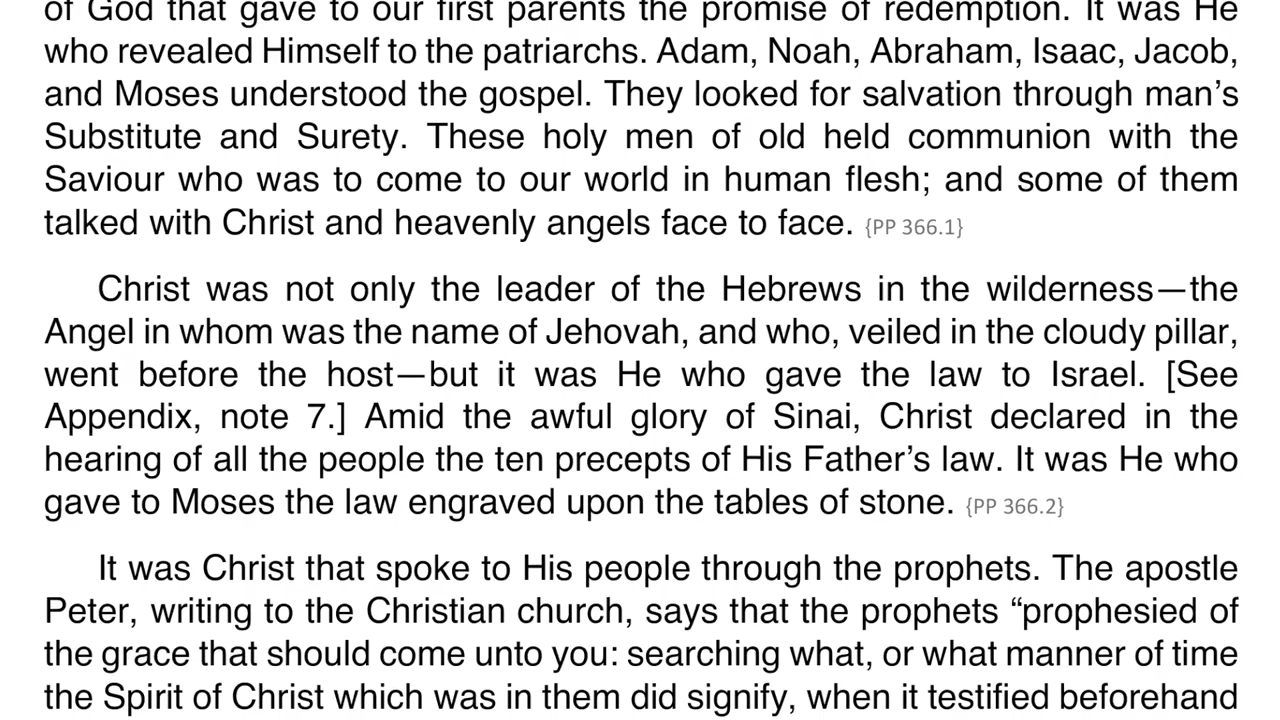 of God that gave to our first parents the promise of redemption. It was He
who revealed Himself to the patriarchs. Adam, Noah, Abraham, Isaac, Jacob,
and Moses understood the gospel. They looked for salvation through man’s
Substitute and Surety. These holy men of old held communion with the
Saviour who was to come to our world in human flesh; and some of them
talked with Christ and heavenly angels face to face. {PP 366.1}
Christ was not only the leader of the Hebrews in the wilderness—the
Angel in whom was the name of Jehovah, and who, veiled in the cloudy pillar,
went before the host—but it was He who gave the law to Israel. [See
Appendix, note 7.] Amid the awful glory of Sinai, Christ declared in the
hearing of all the people the ten precepts of His Father’s law. It was He who
gave to Moses the law engraved upon the tables of stone. {PP 366.2}
It was Christ that spoke to His people through the prophets. The apostle
Peter, writing to the Christian church, says that the prophets “prophesied of
the grace that should come unto you: searching what, or what manner of time
the Spirit of Christ which was in them did signify, when it testified beforehand